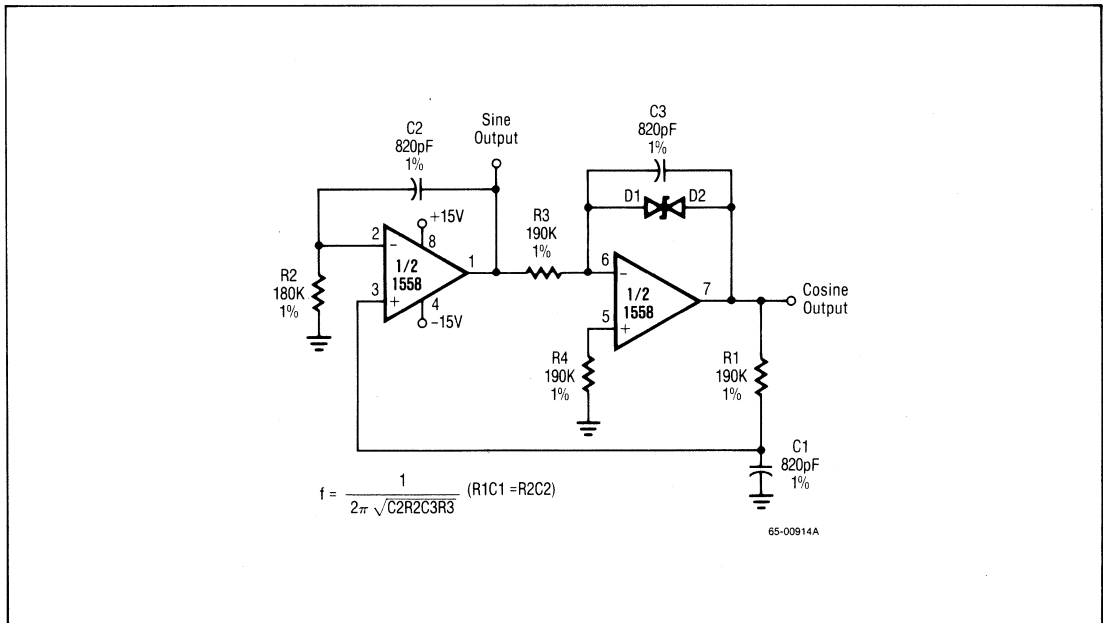 C2
820pF
1%
Sine
Output
C3
820pF
1%
D1 D2
+15V
R3
190K
1%
2 − 8
1/2
1558
1
3 + 4
−15V
R2
180K
1%
6 −
1/2
1558
7
5 +
Cosine
Output
R4
190K
1%
R1
190K
1%
C1
820pF
1%
f = 1 / 2π √C2R2C3R3 (R1C1 =R2C2)
65-00914A